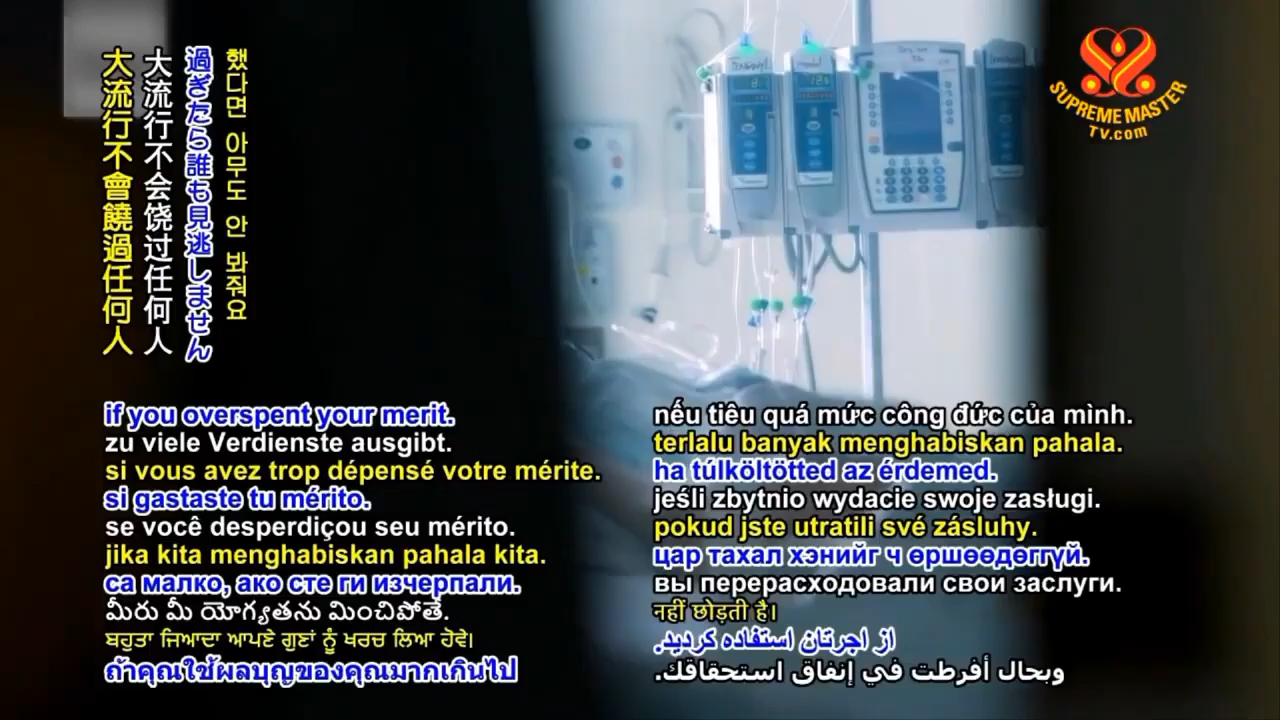 했다면 아무도 안 봐줘요
過ぎたら誰も見逃しません
大流行不会饶过任何人
大流行不會饒過任何人
SUPREME MASTER
TV.com
if you overspent your merit.
zu viele Verdienste ausgibt.
si vous avez trop dépensé votre mérite.
si gastaste tu mérito.
se você desperdiçou seu mérito.
jika kita menghabiskan pahala kita.
са малко, ако сте ги изчерпали.
మీరు మీ యోగ్యతను మించిపోతే.
ਬਹੁਤਾ ਜਿਆਦਾ ਆਪਣੇ ਗੁਣਾਂ ਨੂੰ ਖਰਚ ਲਿਆ ਹੋਵੇ।
ถ้าคุณใช้ผลบุญของคุณมากเกินไป
nếu tiêu quá mức công đức của mình.
terlalu banyak menghabiskan pahala.
ha túlköltötted az érdemed.
jeśli zbytnio wydacie swoje zasługi.
pokud jste utratili své zásluhy.
цар тахал хэнийг ч өршөөдөггүй.
вы перерасходовали свои заслуги.
नहीं छोड़ती है।
از اجرتان استفاده کردید.
وبحال أفرطت في إنفاق استحقاقك.